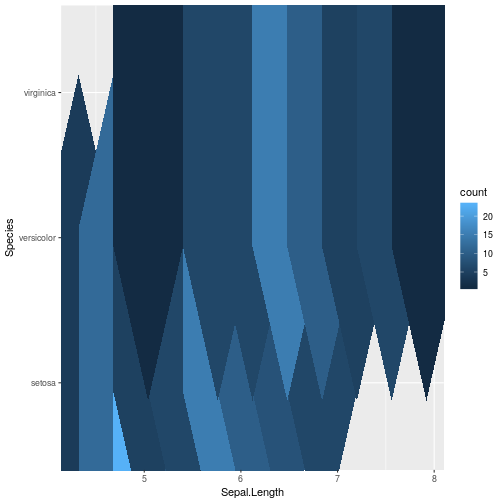 virginica
versicolor
setosa
Species
5
6
7
8
Sepal.Length
count
20
15
10
5